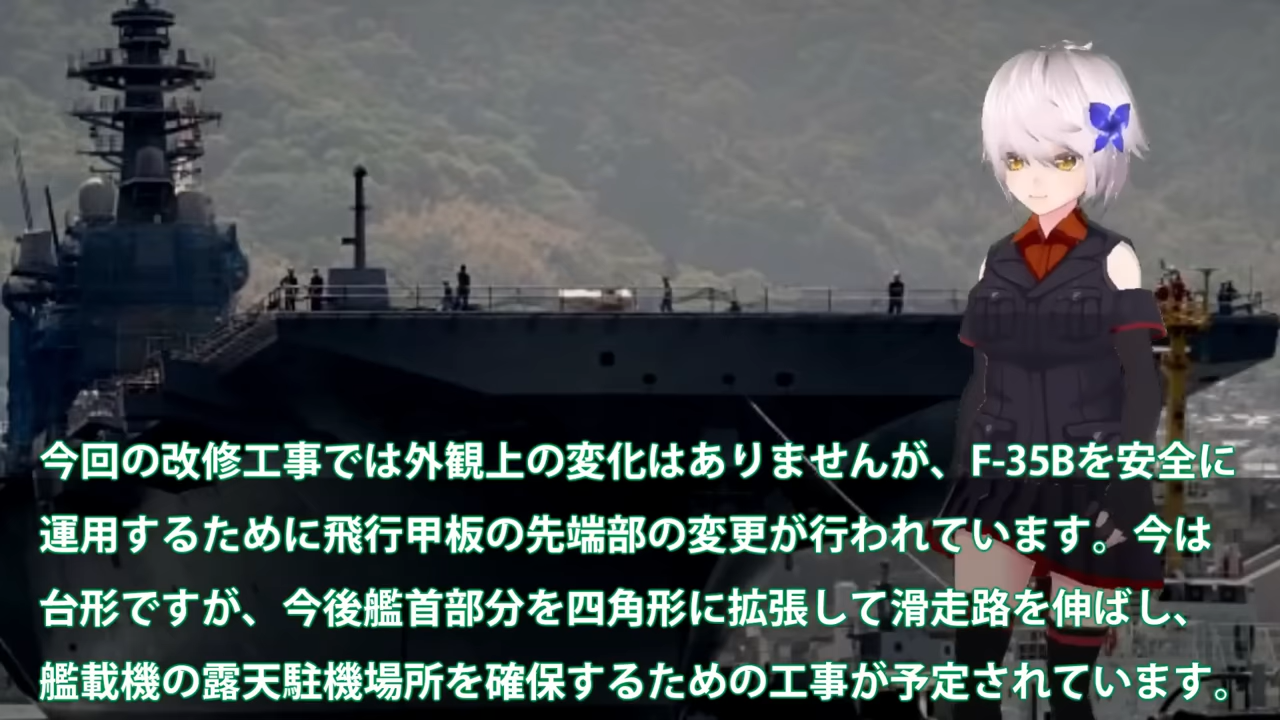 今回の改修工事では外観上の変化はありませんが、F-35Bを安全に
運用するために飛行甲板の先端部の変更が行われています。今は
台形ですが、今後艦首部分を四角形に拡張して滑走路を伸ばし、
艦載機の露天駐機場所を確保するための工事が予定されています。